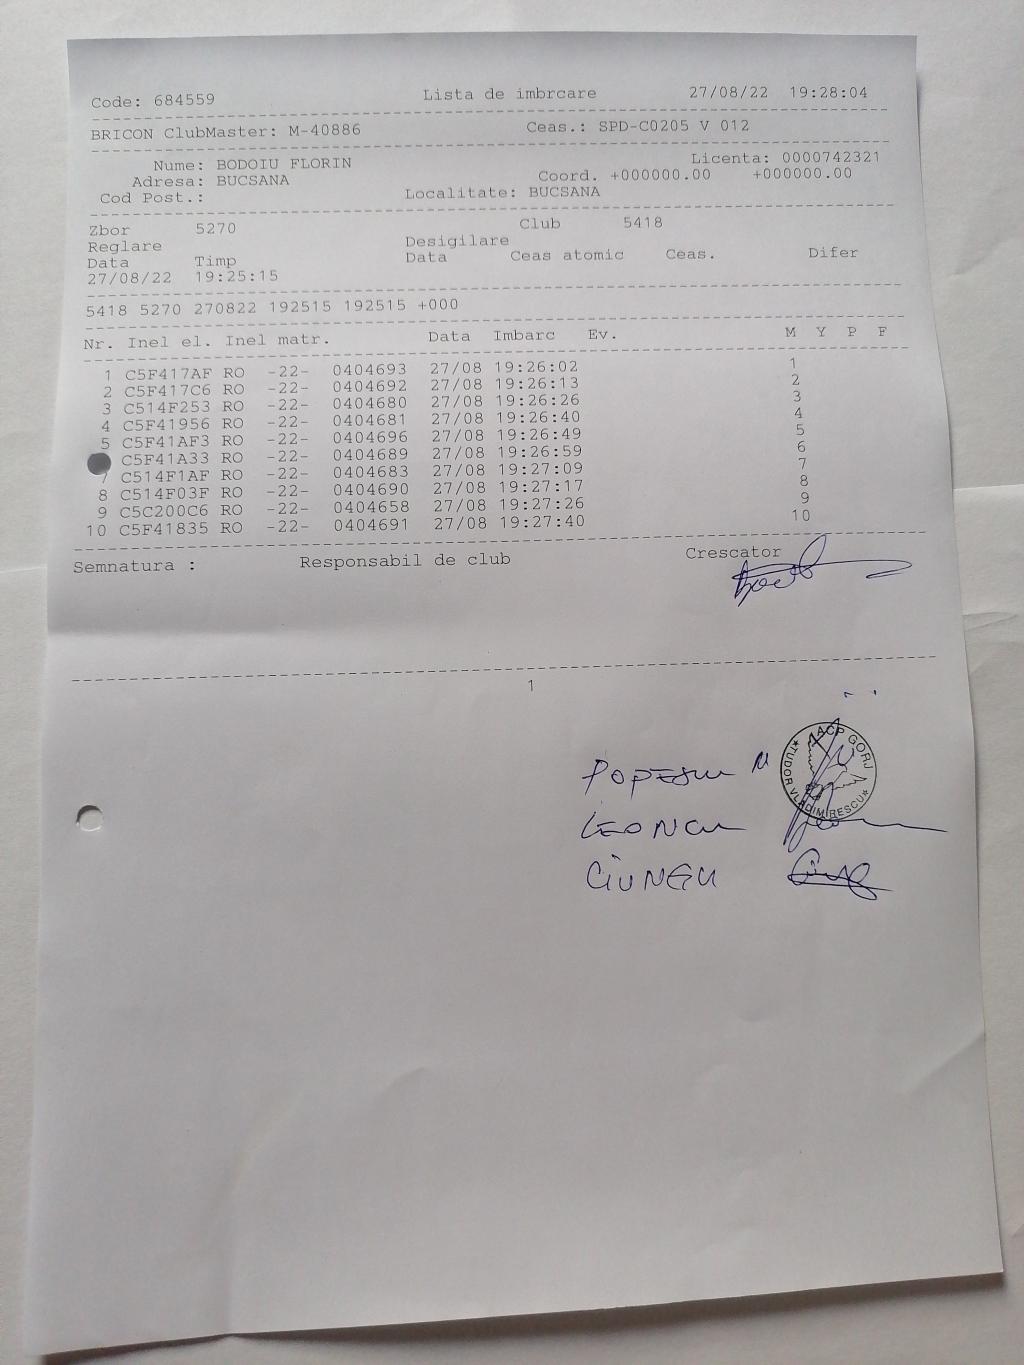 Code: 684559 Lista de imbrcare 27/08/22 19:28:04
BRICON ClubMaster: M-40886 Ceas.: SPD-C0205 V 012
Nume: BODOIU FLORIN Licenta: 0000742321
Adresa: BUCSANA Coord. +000000.00 +000000.00
Cod Post.: Localitate: BUCSANA
Zbor 5270 Club 5418
Reglare Desigilare
Data Timp Data Ceas atomic Ceas. Difer
27/08/22 19:25:15
5418 5270 270822 192515 192515 +000
Nr. Inel el. Inel matr. Data Imbarc Ev. M Y P F
1 C5F417AF RO -22- 0404693 27/08 19:26:02 1
2 C5F417C6 RO -22- 0404692 27/08 19:26:13 2
3 C514F253 RO -22- 0404680 27/08 19:26:26 3
4 C5F41956 RO -22- 0404681 27/08 19:26:40 4
5 C5F41AF3 RO -22- 0404696 27/08 19:26:49 5
C5F41A33 RO -22- 0404689 27/08 19:26:59 6
7 C514F1AF RO -22- 0404683 27/08 19:27:09 7
8 C514F03F RO -22- 0404690 27/08 19:27:17 8
9 C5C200C6 RO -22- 0404658 27/08 19:27:26 9
10 C5F41835 RO -22- 0404691 27/08 19:27:40 10
Semnatura : Responsabil de club Crescator
1
POPESCU M
ACP GORJ
*TUDOR VLADIMIRESCU*
LEONCU
CIUNGU